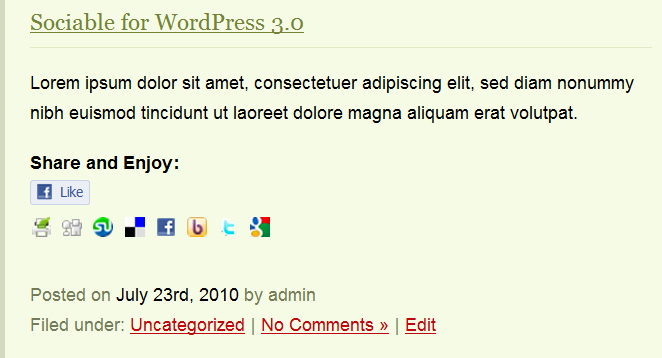 Sociable for WordPress 3.0
Lorem ipsum dolor sit amet, consectetuer adipiscing elit, sed diam nonummy
nibh euismod tincidunt ut laoreet dolore magna aliquam erat volutpat.
Share and Enjoy:
Like
Posted on July 23rd, 2010 by admin
Filed under: Uncategorized | No Comments » | Edit